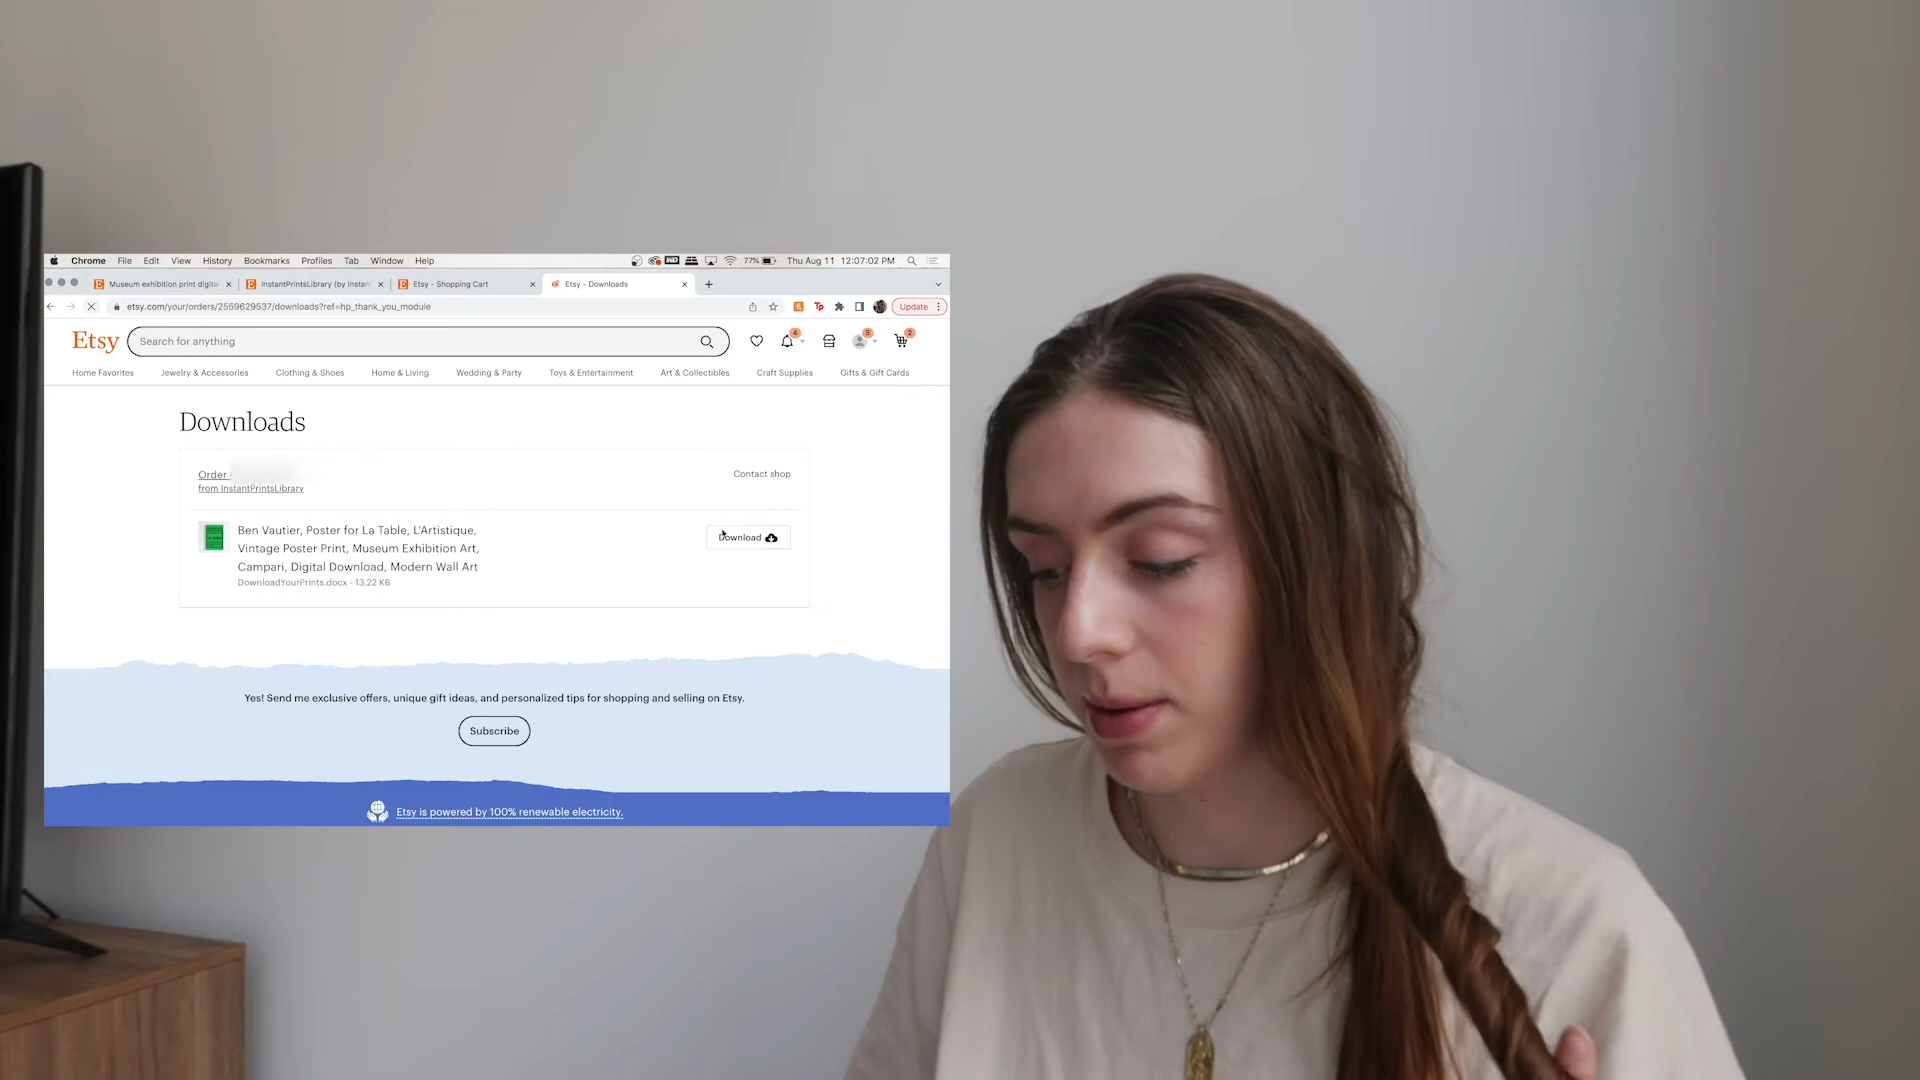 Chrome File Edit View History Bookmarks Profiles Tab Window Help 77% Thu Aug 11 12:07:02 PM
Museum exhibition print digital InstantPrintsLibrary (by Instan Etsy - Shopping Cart Etsy - Downloads
etsy.com/your/orders/2559629537/downloads?ref=hp_thank_you_module Tp Update
Etsy Search for anything 4 5 2
Home Favorites Jewelry & Accessories Clothing & Shoes Home & Living Wedding & Party Toys & Entertainment Art & Collectibles Craft Supplies Gifts & Gift Cards
Downloads
Order Contact shop
from InstantPrintsLibrary
Ben Vautier, Poster for La Table, L'Artistique,
Vintage Poster Print, Museum Exhibition Art,
Campari, Digital Download, Modern Wall Art
DownloadYourPrints.docx - 13.22 KB
Download
Yes! Send me exclusive offers, unique gift ideas, and personalized tips for shopping and selling on Etsy.
Subscribe
Etsy is powered by 100% renewable electricity.